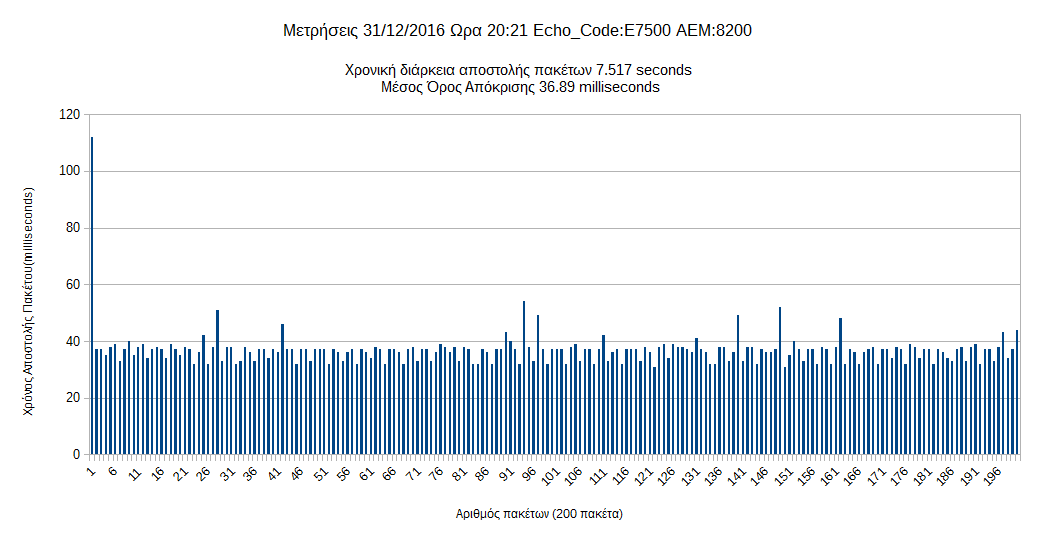 Μετρήσεις 31/12/2016 Ωρα 20:21 Echo_Code:E7500 AEM:8200
Χρονική διάρκεια αποστολής πακέτων 7.517 seconds
Μέσος Όρος Απόκρισης 36.89 milliseconds
Χρόνος Αποστολής Πακέτου(milliseconds)
120
100
80
60
40
20
0
1 6 11 16 21 26 31 36 41 46 51 56 61 66 71 76 81 86 91 96 101 106 111 116 121 126 131 136 141 146 151 156 161 166 171 176 181 186 191 196
Αριθμός πακέτων (200 πακέτα)